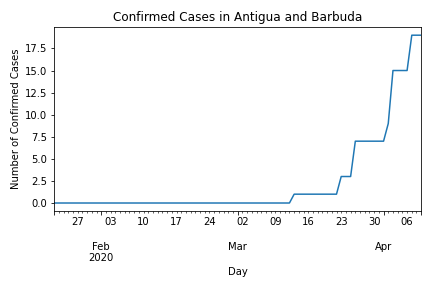 Confirmed Cases in Antigua and Barbuda
Number of Confirmed Cases
17.5
15.0
12.5
10.0
7.5
5.0
2.5
0.0
27 03 10 17 24 02 09 16 23 30 06
Feb Mar Apr
2020
Day